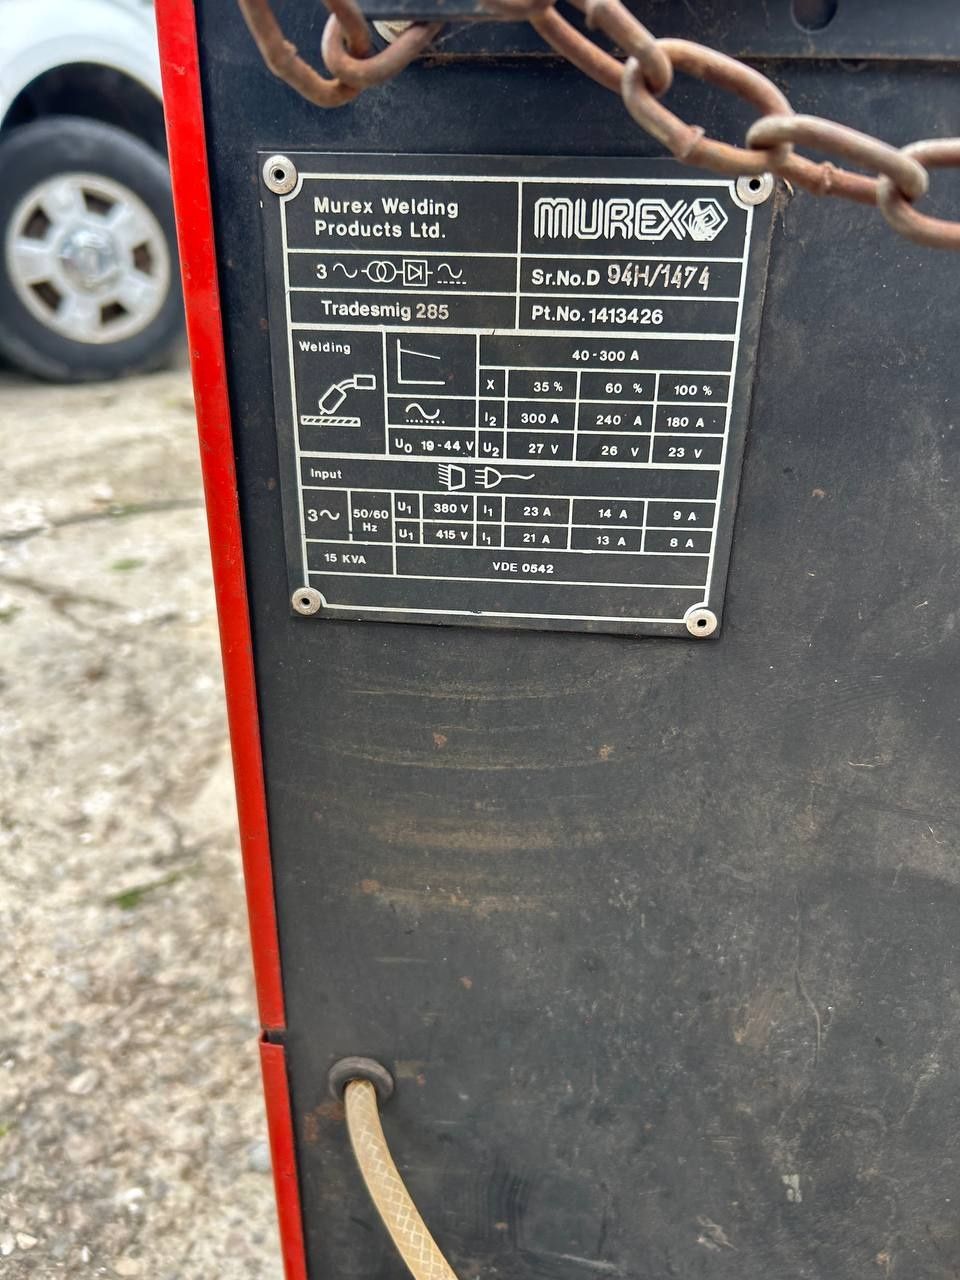 Murex Welding
Products Ltd.
MUREX
3
Sr.No.D 94H/1474
Tradesmig 285
Pt.No. 1413426
Welding
40-300 A
X 35 % 60 % 100 %
I2 300 A 240 A 180 A
U0 19-44 V U2 27 V 26 V 23 V
Input
3~ 50/60 Hz U1 380 V I1 23 A 14 A 9 A
U1 415 V I1 21 A 13 A 8 A
15 KVA VDE 0542